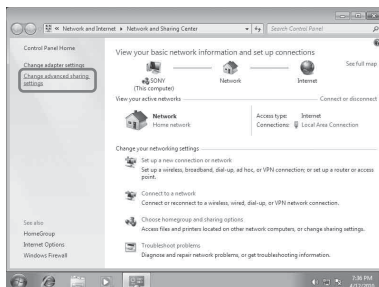 « Network and Internet ▸ Network and Sharing Center
Search Control Panel
Control Panel Home
Change adapter settings
Change advanced sharing
settings
See also
HomeGroup
Internet Options
Windows Firewall
View your basic network information and set up connections
See full map
SONY
(This computer)
Network
Internet
View your active networks
Connect or disconnect
Network
Home network
Access type: Internet
Connections: Local Area Connection
Change your networking settings
Set up a new connection or network
Set up a wireless, broadband, dial-up, ad hoc, or VPN connection; or set up a router or access
point.
Connect to a network
Connect or reconnect to a wireless, wired, dial-up, or VPN network connection.
Choose homegroup and sharing options
Access files and printers located on other network computers, or change sharing settings.
Troubleshoot problems
Diagnose and repair network problems, or get troubleshooting information.
7:36 PM